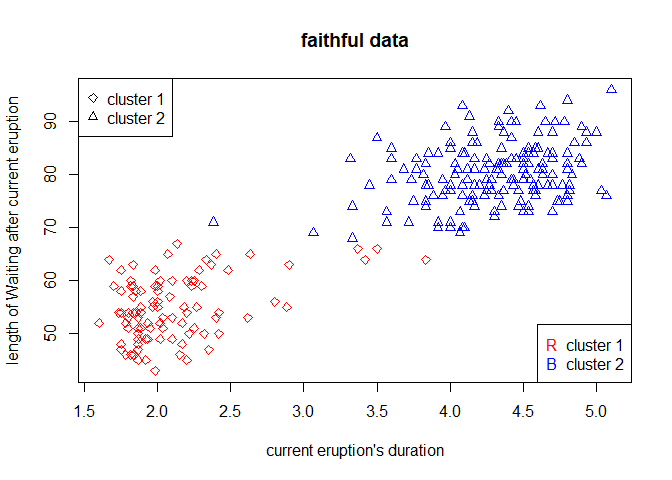 faithful data
cluster 1
cluster 2
90
80
70
60
50
length of Waiting after current eruption
R cluster 1
B cluster 2
1.5 2.0 2.5 3.0 3.5 4.0 4.5 5.0
current eruption's duration